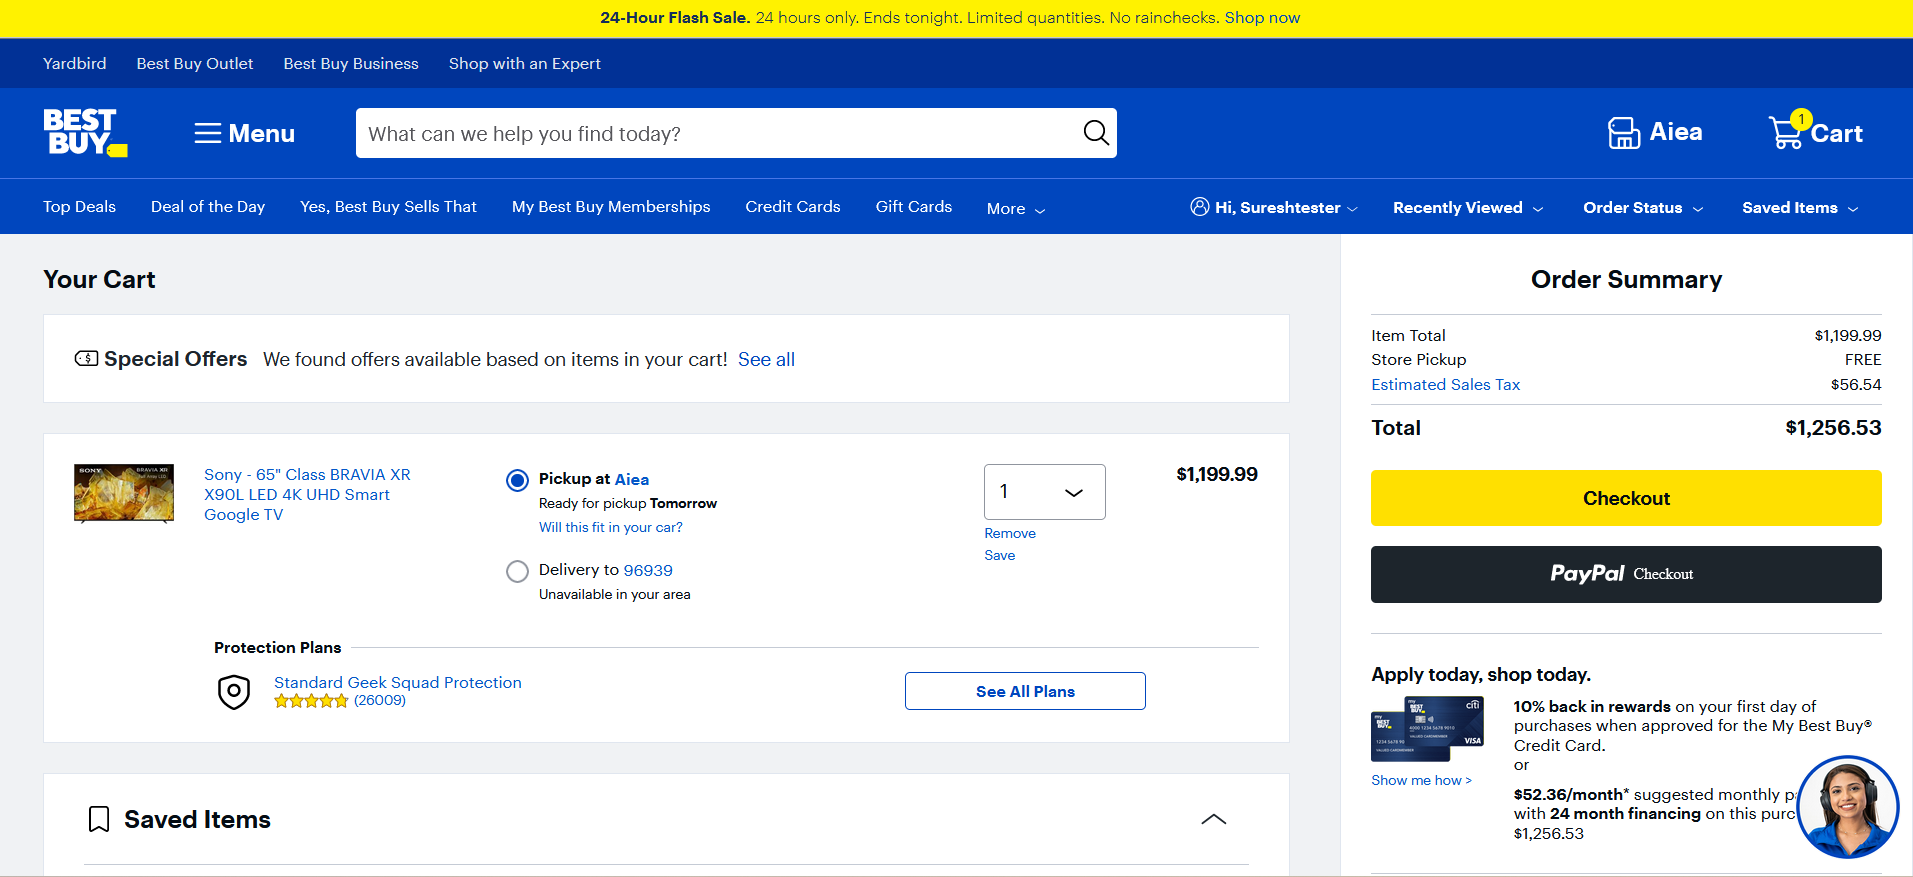 24-Hour Flash Sale. 24 hours only. Ends tonight. Limited quantities. No rainchecks. Shop now
Yardbird Best Buy Outlet Best Buy Business Shop with an Expert
BEST
BUY
Menu
What can we help you find today?
Aiea
1
Cart
Top Deals Deal of the Day Yes, Best Buy Sells That My Best Buy Memberships Credit Cards Gift Cards More
Hi, Sureshtester Recently Viewed Order Status Saved Items
Your Cart
Special Offers We found offers available based on items in your cart! See all
SONY BRAVIA XR
Sony - 65" Class BRAVIA XR
X90L LED 4K UHD Smart
Google TV
Pickup at Aiea
Ready for pickup Tomorrow
Will this fit in your car?
Delivery to 96939
Unavailable in your area
1
Remove
Save
$1,199.99
Protection Plans
Standard Geek Squad Protection
(26009)
See All Plans
Saved Items
Order Summary
Item Total $1,199.99
Store Pickup FREE
Estimated Sales Tax $56.54
Total $1,256.53
Checkout
PayPal Checkout
Apply today, shop today.
my
BEST
BUY
citi
VISA
Show me how >
10% back in rewards on your first day of
purchases when approved for the My Best Buy®
Credit Card.
or
$52.36/month* suggested monthly
with 24 month financing on this
$1,256.53